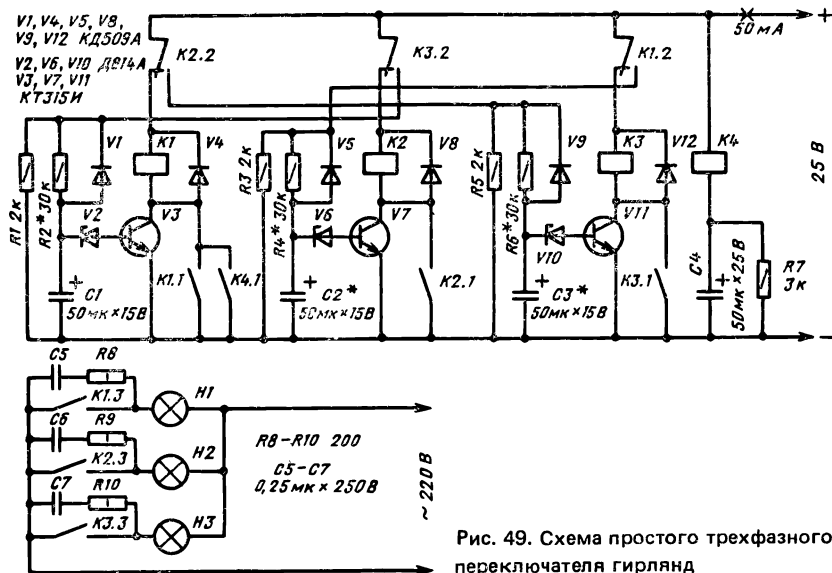 V1, V4, V5, V8,
V9, V12 КД509А
V2, V6, V10 Д814А
V3, V7, V11
КТ315И
K2.2
K3.2
K1.2
50мА
+
R1 2к
R2* 30к
V1
V2
K1
V4
V3
K1.1
K4.1
+
C1
50мк×15В
R3 2к
R4* 30к
V5
V6
K2
V8
V7
K2.1
+
C2*
50мк×15В
R5 2к
R6* 30к
V9
V10
K3
V12
V11
K3.1
+
C3*
50мк×15В
K4
25В
C4
+
50мк×25В
R7
3к
−
C5
R8
K1.3
H1
C6
R9
K2.3
H2
C7
R10
K3.3
H3
R8–R10 200
C5–C7
0,25мк×250В
~220В
Рис. 49. Схема простого трехфазного
переключателя гирлянд